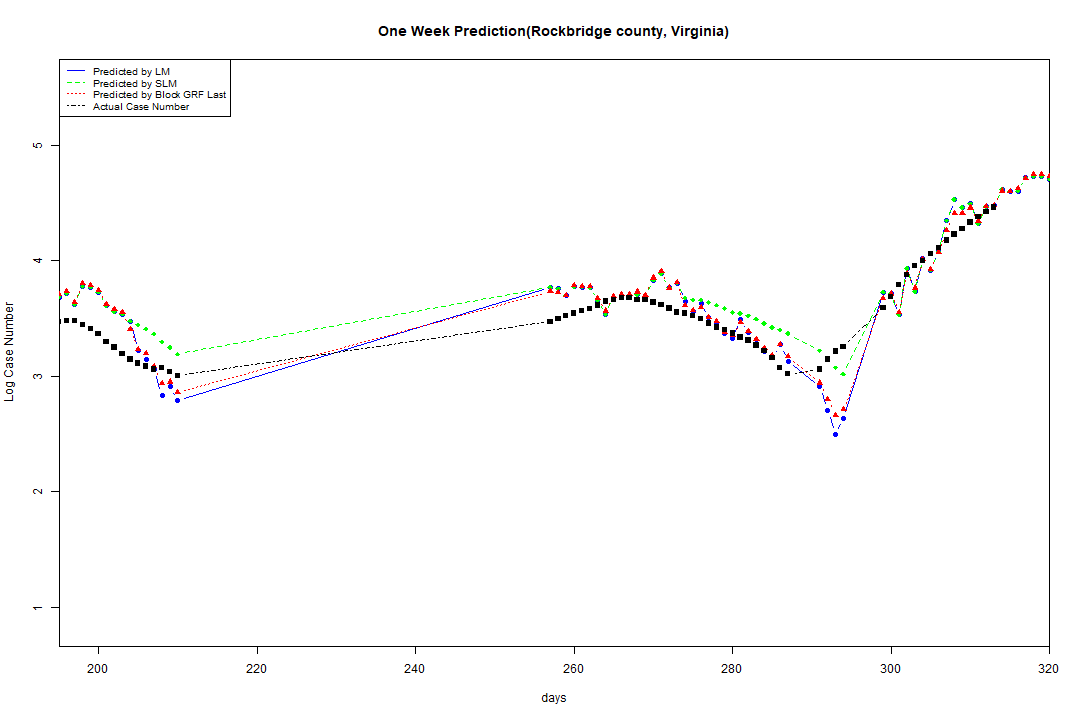 One Week Prediction(Rockbridge county, Virginia)
Predicted by LM
Predicted by SLM
Predicted by Block GRF Last
Actual Case Number
5
4
3
2
1
Log Case Number
200 220 240 260 280 300 320
days